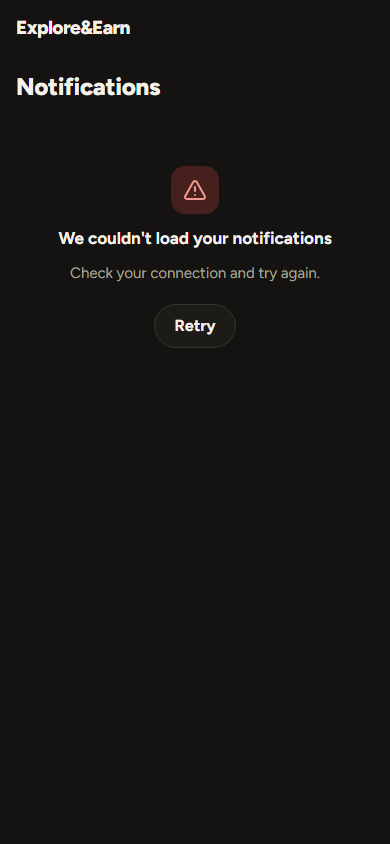 Explore&Earn
Notifications
We couldn't load your notifications
Check your connection and try again.
Retry